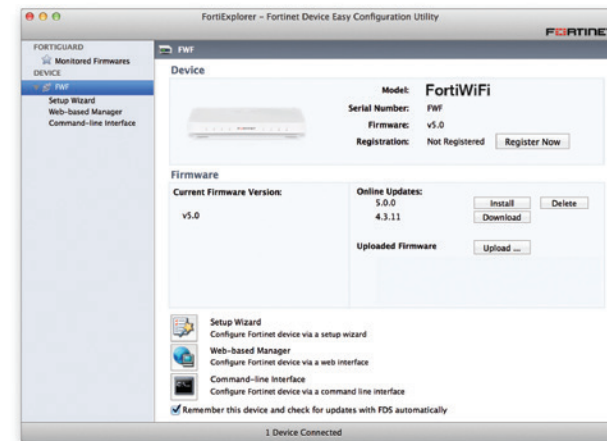 FortiExplorer – Fortinet Device Easy Configuration Utility
FORTINET
FORTIGUARD
Monitored Firmwares
DEVICE
FWF
Setup Wizard
Web-based Manager
Command-line Interface
FWF
Device
Model: FortiWiFi
Serial Number: FWF
Firmware: v5.0
Registration: Not Registered Register Now
Firmware
Current Firmware Version:
v5.0
Online Updates:
5.0.0 Install Delete
4.3.11 Download
Uploaded Firmware Upload ...
Setup Wizard
Configure Fortinet device via a setup wizard
Web-based Manager
Configure Fortinet device via a web interface
Command-line Interface
Configure Fortinet device via a command line interface
Remember this device and check for updates with FDS automatically
1 Device Connected